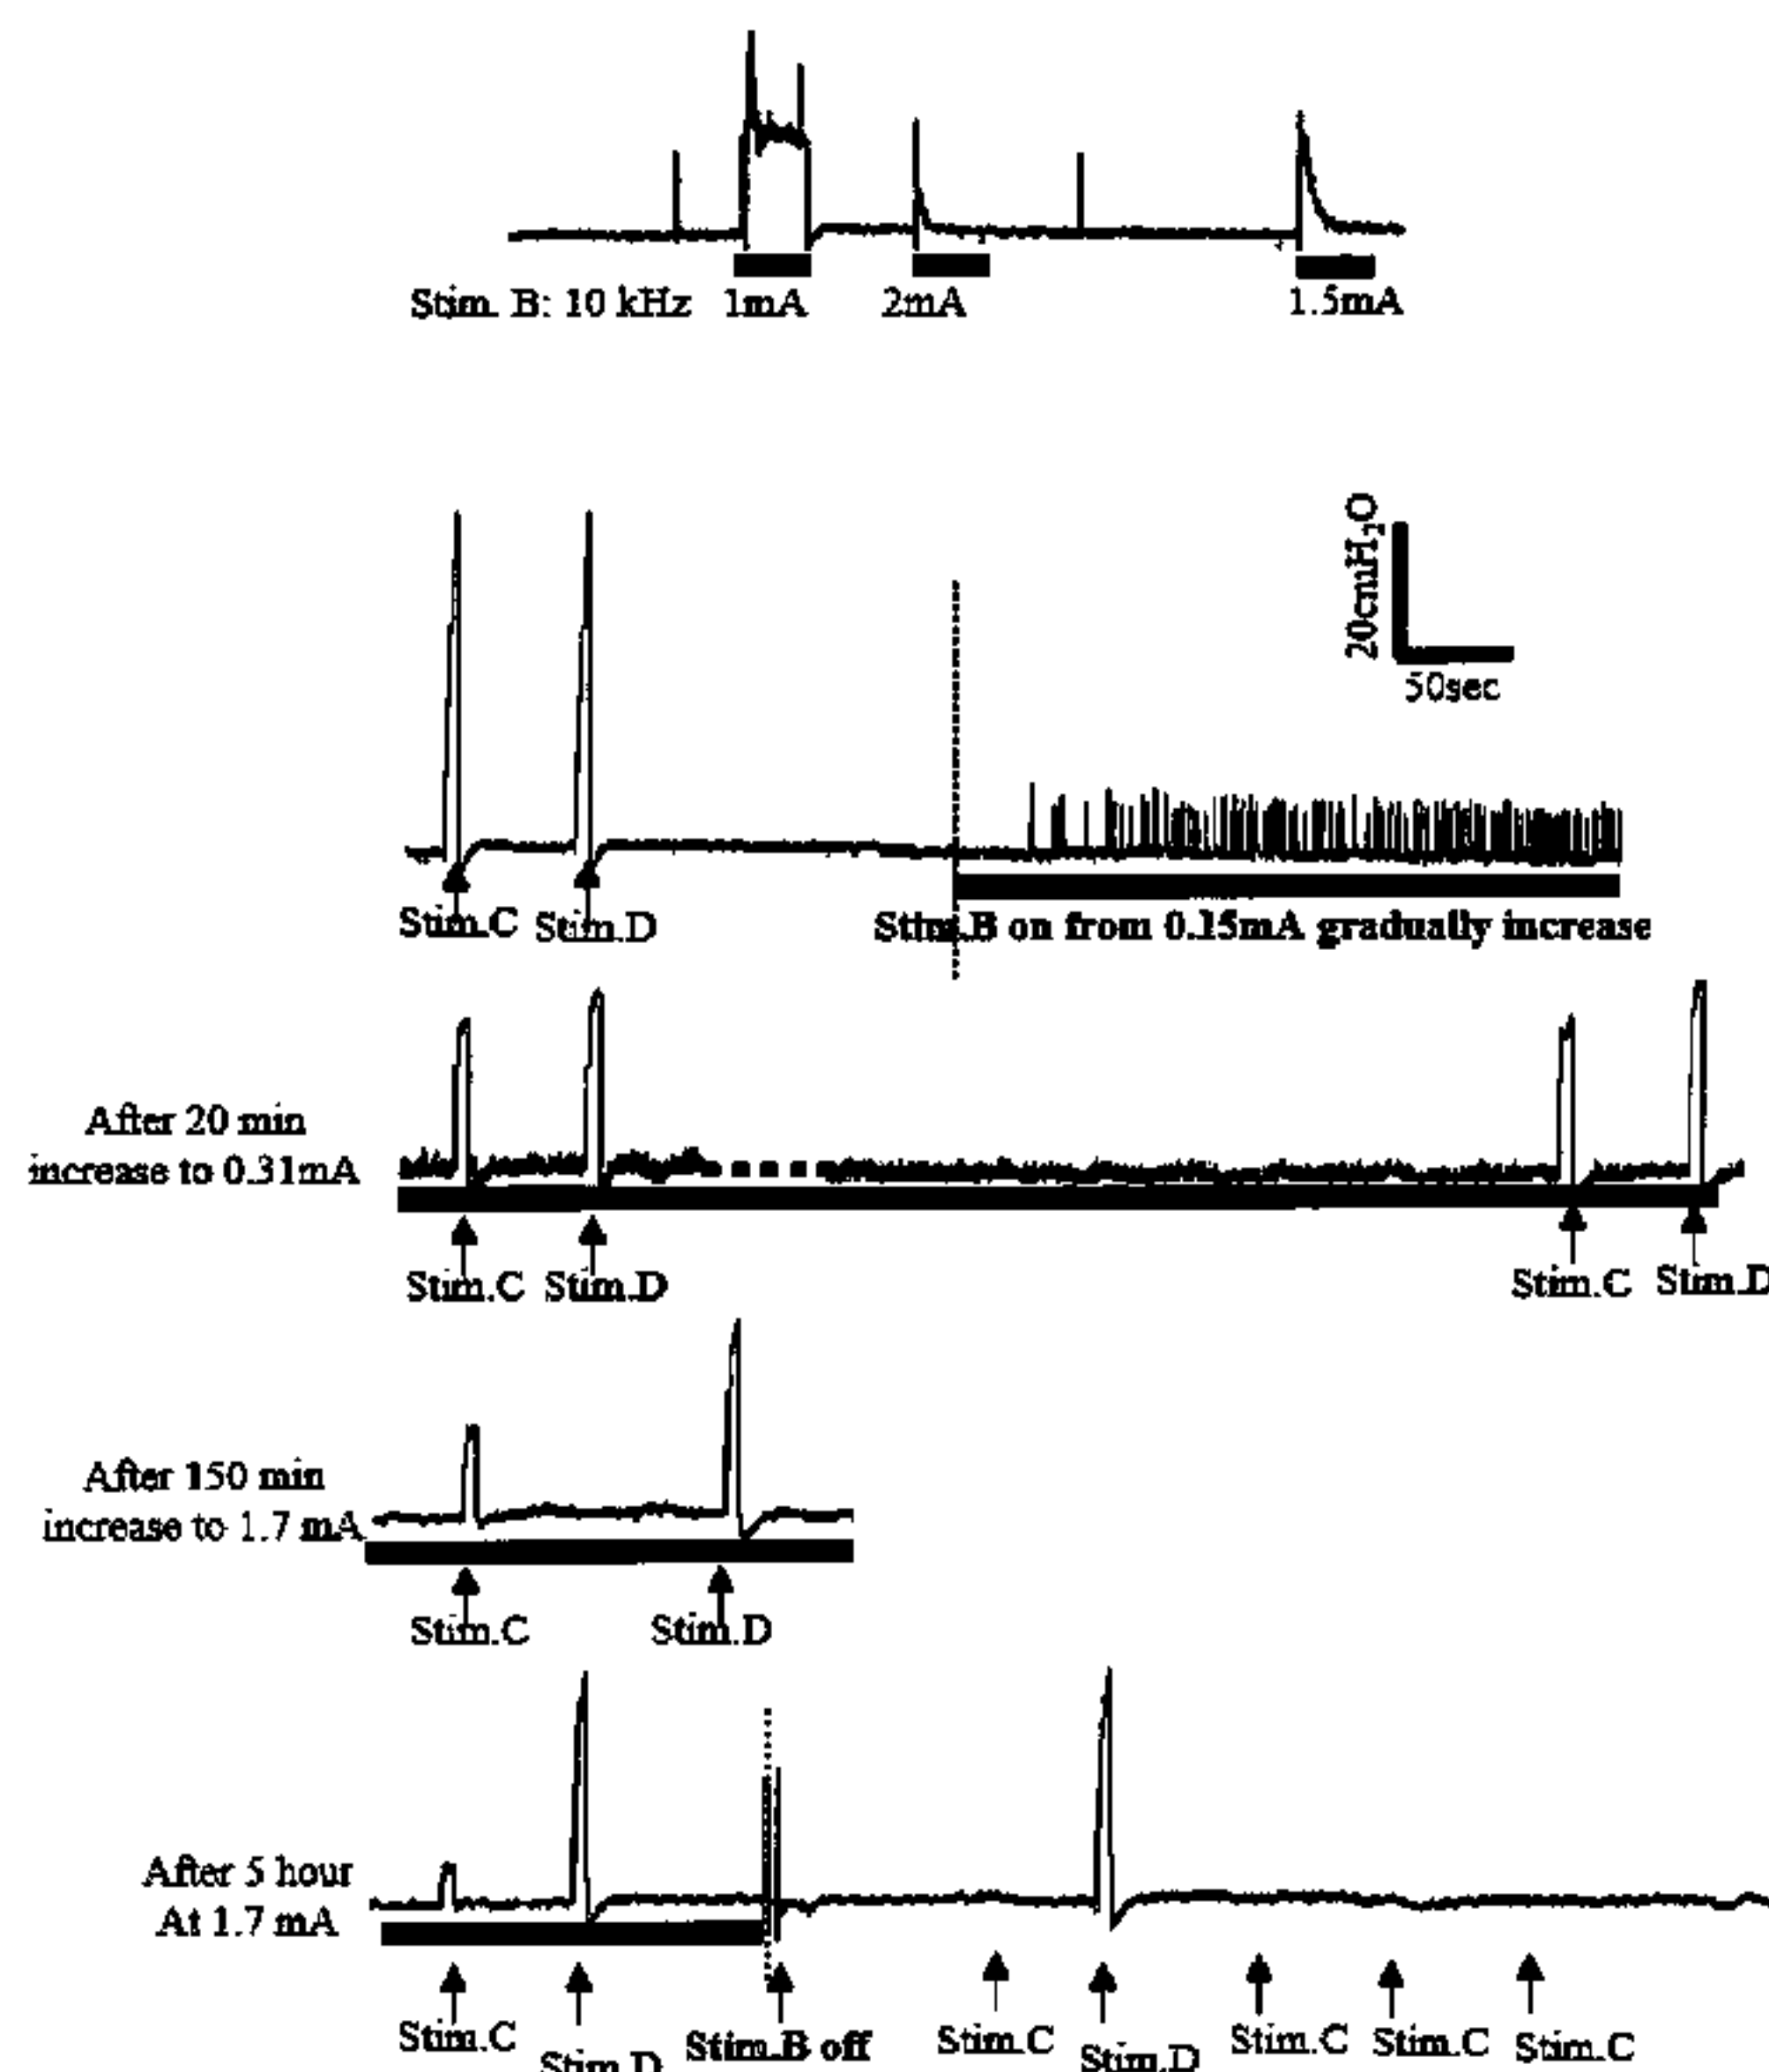 Stim. B: 10 kHz 1mA 2mA 1.5mA
20cmH2O
50sec
Stim.C Stim.D Stim.B on from 0.15mA gradually increase
After 20 min
increase to 0.31mA
Stim.C Stim.D Stim.C Stim.D
After 150 min
increase to 1.7 mA
Stim.C Stim.D
After 5 hour
At 1.7 mA
Stim.C Stim.D Stim.B off Stim.C Stim.D Stim.C Stim.C Stim.C